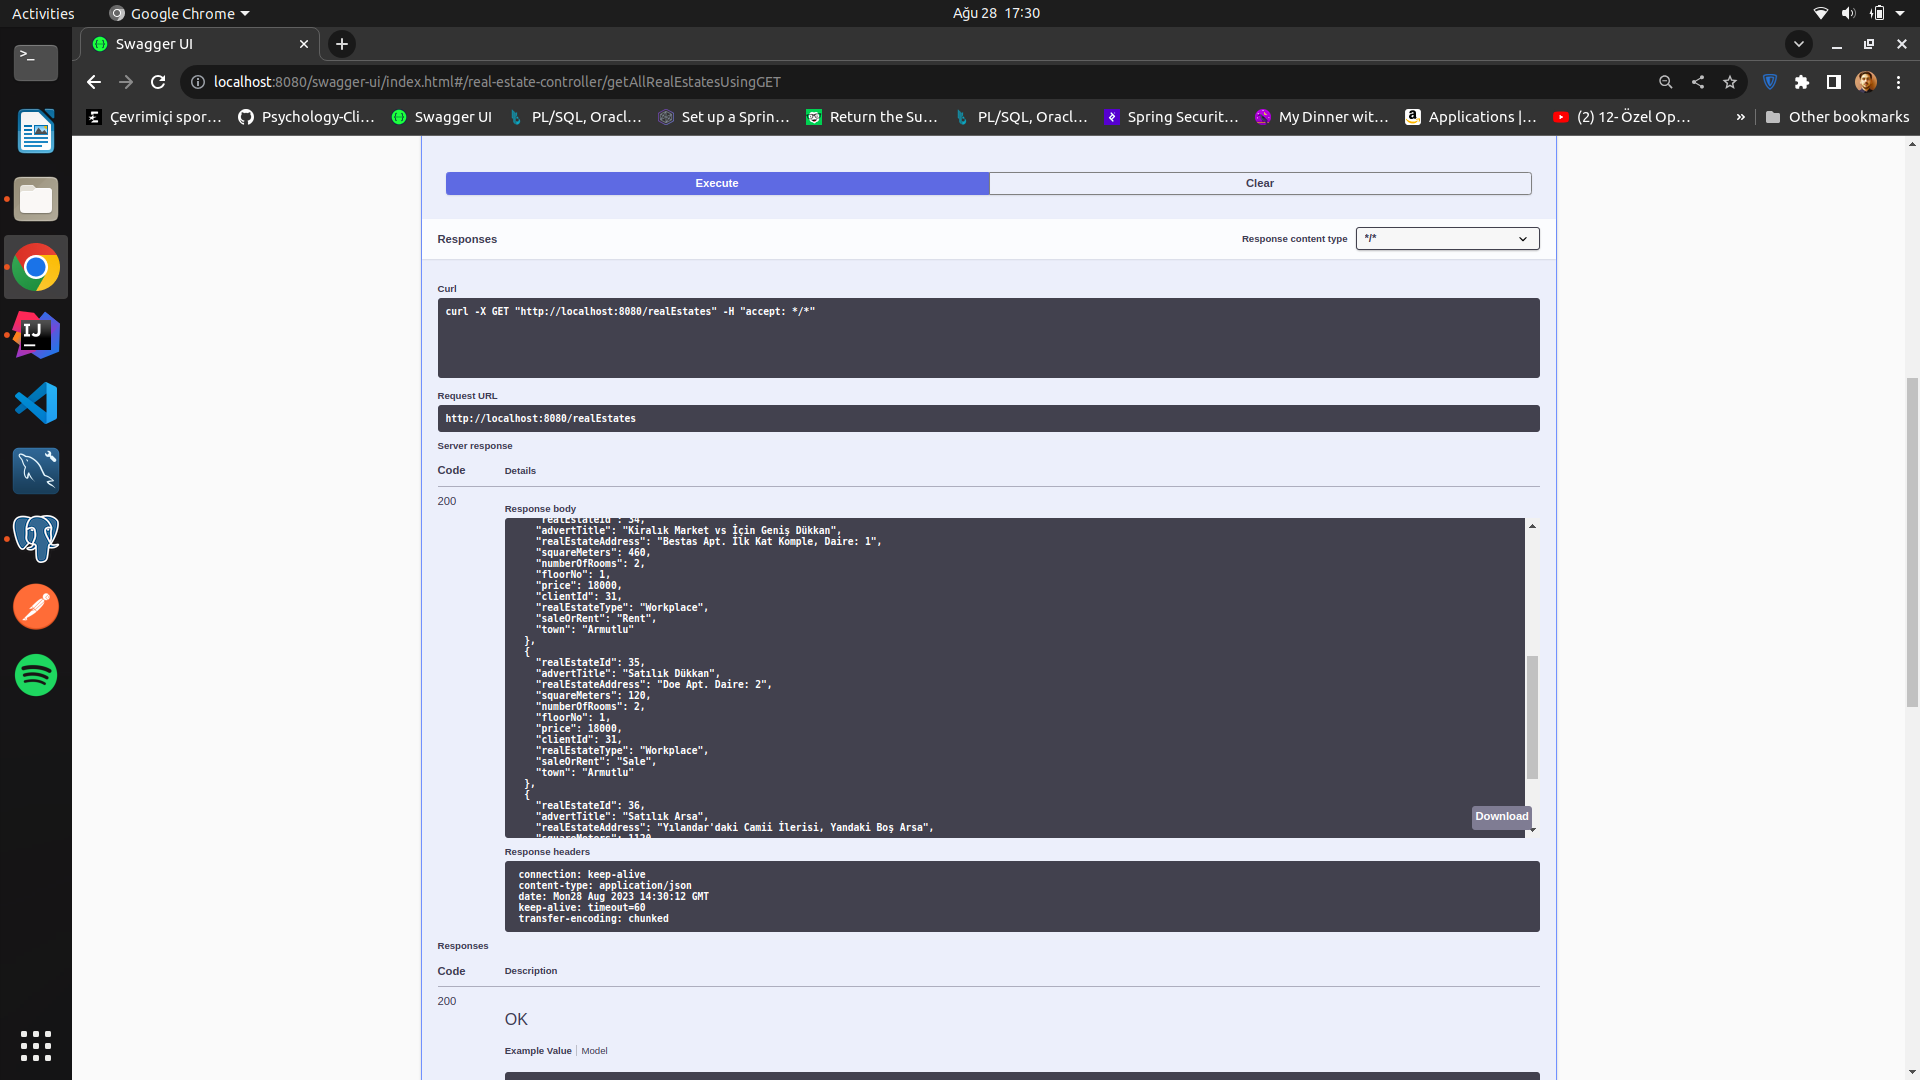 Activities
Google Chrome
Ağu 28 17:30
Swagger UI
localhost:8080/swagger-ui/index.html#/real-estate-controller/getAllRealEstatesUsingGET
Çevrimiçi spor…
Psychology-Cli…
Swagger UI
PL/SQL, Oracl…
Set up a Sprin…
Return the Su…
PL/SQL, Oracl…
Spring Securit…
My Dinner wit…
Applications |…
(2) 12- Özel Op…
»
Other bookmarks
Execute
Clear
Responses
Response content type
*/*
Curl
curl -X GET "http://localhost:8080/realEstates" -H "accept: */*"
Request URL
http://localhost:8080/realEstates
Server response
Code
Details
200
Response body
"realEstateId": 34,
"advertTitle": "Kiralık Market vs İçin Geniş Dükkan",
"realEstateAddress": "Bestas Apt. İlk Kat Komple, Daire: 1",
"squareMeters": 460,
"numberOfRooms": 2,
"floorNo": 1,
"price": 18000,
"clientId": 31,
"realEstateType": "Workplace",
"saleOrRent": "Rent",
"town": "Armutlu"
},
{
"realEstateId": 35,
"advertTitle": "Satılık Dükkan",
"realEstateAddress": "Doe Apt. Daire: 2",
"squareMeters": 120,
"numberOfRooms": 2,
"floorNo": 1,
"price": 18000,
"clientId": 31,
"realEstateType": "Workplace",
"saleOrRent": "Sale",
"town": "Armutlu"
},
{
"realEstateId": 36,
"advertTitle": "Satılık Arsa",
"realEstateAddress": "Yılandar'daki Camii İlerisi, Yandaki Boş Arsa",
"squareMeters": 1120,
Download
Response headers
connection: keep-alive
content-type: application/json
date: Mon28 Aug 2023 14:30:12 GMT
keep-alive: timeout=60
transfer-encoding: chunked
Responses
Code
Description
200
OK
Example Value
Model